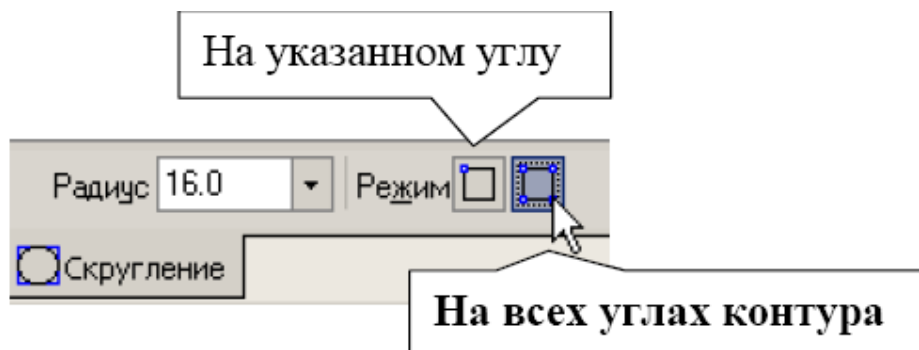 На указанном углу
Радиус 16.0 Режим
Скругление
На всех углах контура